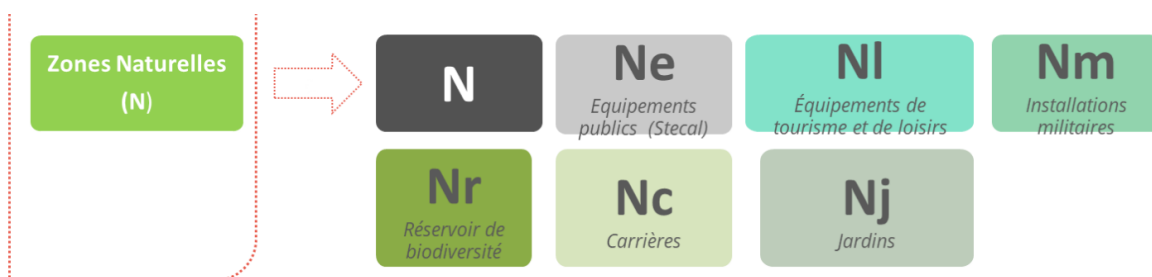 Zones Naturelles
(N)
N
Ne
Equipements
publics (Stecal)
Nl
Équipements de
tourisme et de loisirs
Nm
Installations
militaires
Nr
Réservoir de
biodiversité
Nc
Carrières
Nj
Jardins